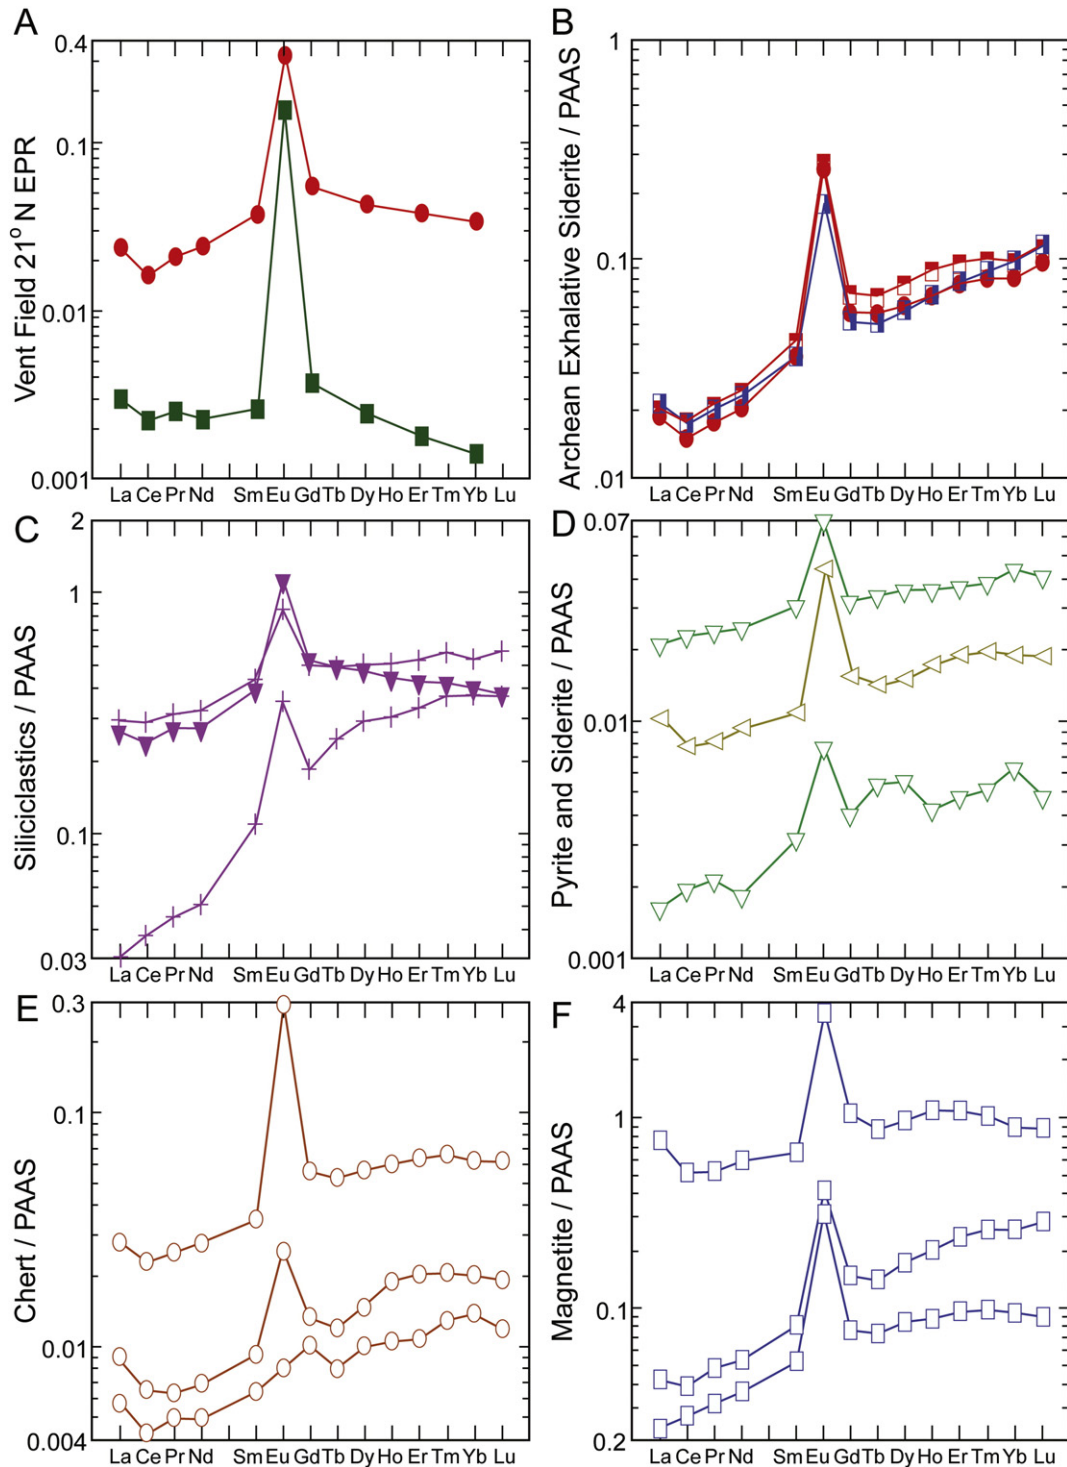 A
0.4
0.1
0.01
0.001
Vent Field 21° N EPR
La Ce Pr Nd Sm Eu Gd Tb Dy Ho Er Tm Yb Lu
B
1
0.1
.01
Archean Exhalative Siderite / PAAS
La Ce Pr Nd Sm Eu Gd Tb Dy Ho Er Tm Yb Lu
C
2
1
0.1
0.03
Siliciclastics / PAAS
La Ce Pr Nd Sm Eu Gd Tb Dy Ho Er Tm Yb Lu
D
0.07
0.01
0.001
Pyrite and Siderite / PAAS
La Ce Pr Nd Sm Eu Gd Tb Dy Ho Er Tm Yb Lu
E
0.3
0.1
0.01
0.004
Chert / PAAS
La Ce Pr Nd Sm Eu Gd Tb Dy Ho Er Tm Yb Lu
F
4
1
0.1
0.2
Magnetite / PAAS
La Ce Pr Nd Sm Eu Gd Tb Dy Ho Er Tm Yb Lu